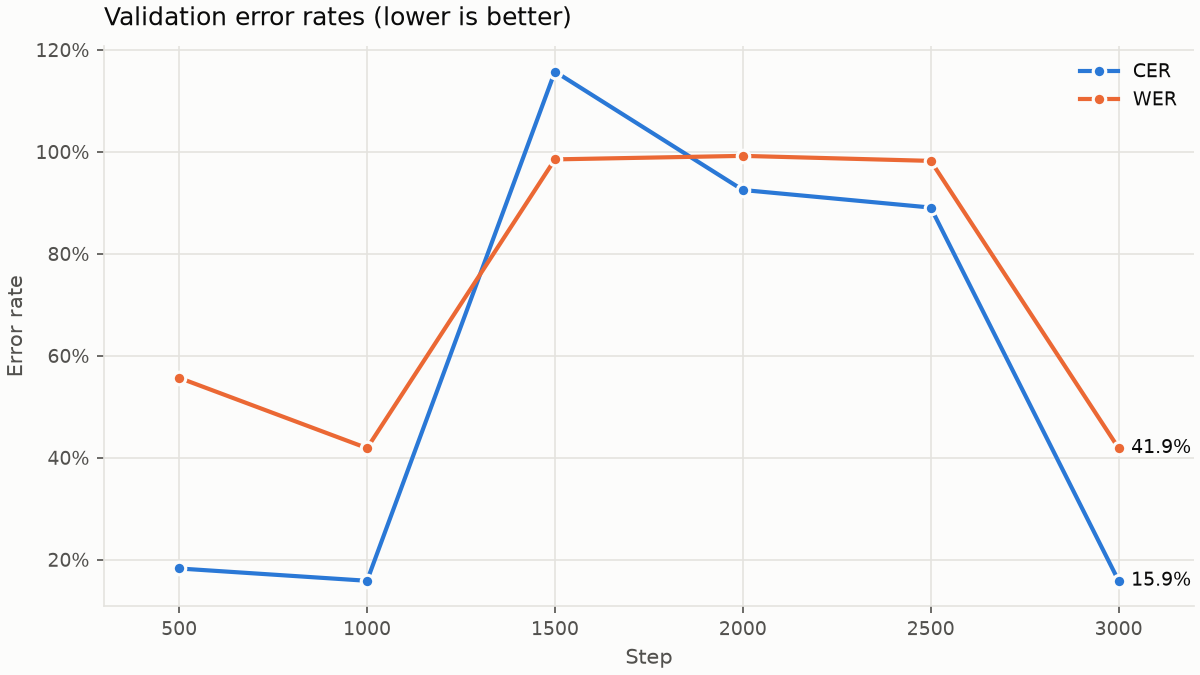 Validation error rates (lower is better)
CER
WER
120%
100%
80%
60%
40%
20%
Error rate
41.9%
15.9%
500 1000 1500 2000 2500 3000
Step